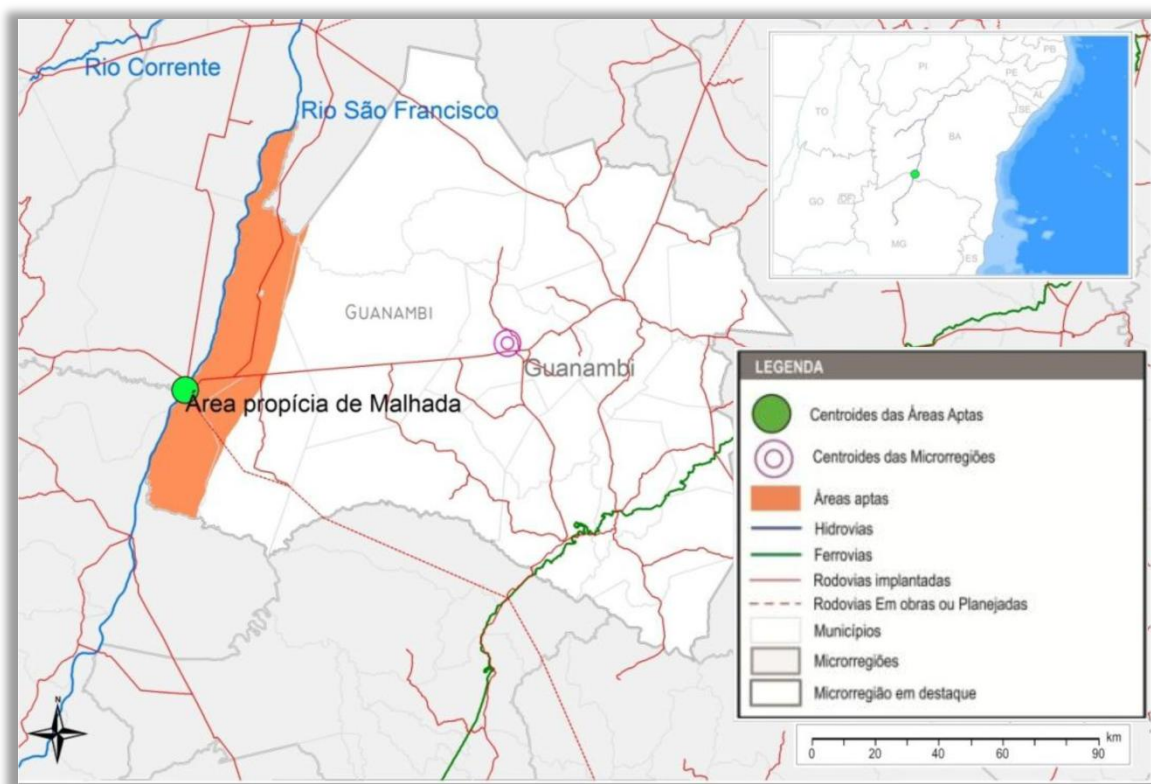 Rio Corrente
Rio São Francisco
GUANAMBI
Guanambi
Área propícia de Malhada
PI
PB
PE
AL
SE
TO
BA
GO
DF
MG
ES
LEGENDA
Centroides das Áreas Aptas
Centroides das Microrregiões
Áreas aptas
Hidrovias
Ferrovias
Rodovias implantadas
Rodovias Em obras ou Planejadas
Municípios
Microrregiões
Microrregião em destaque
N
km
0 20 40 60 90